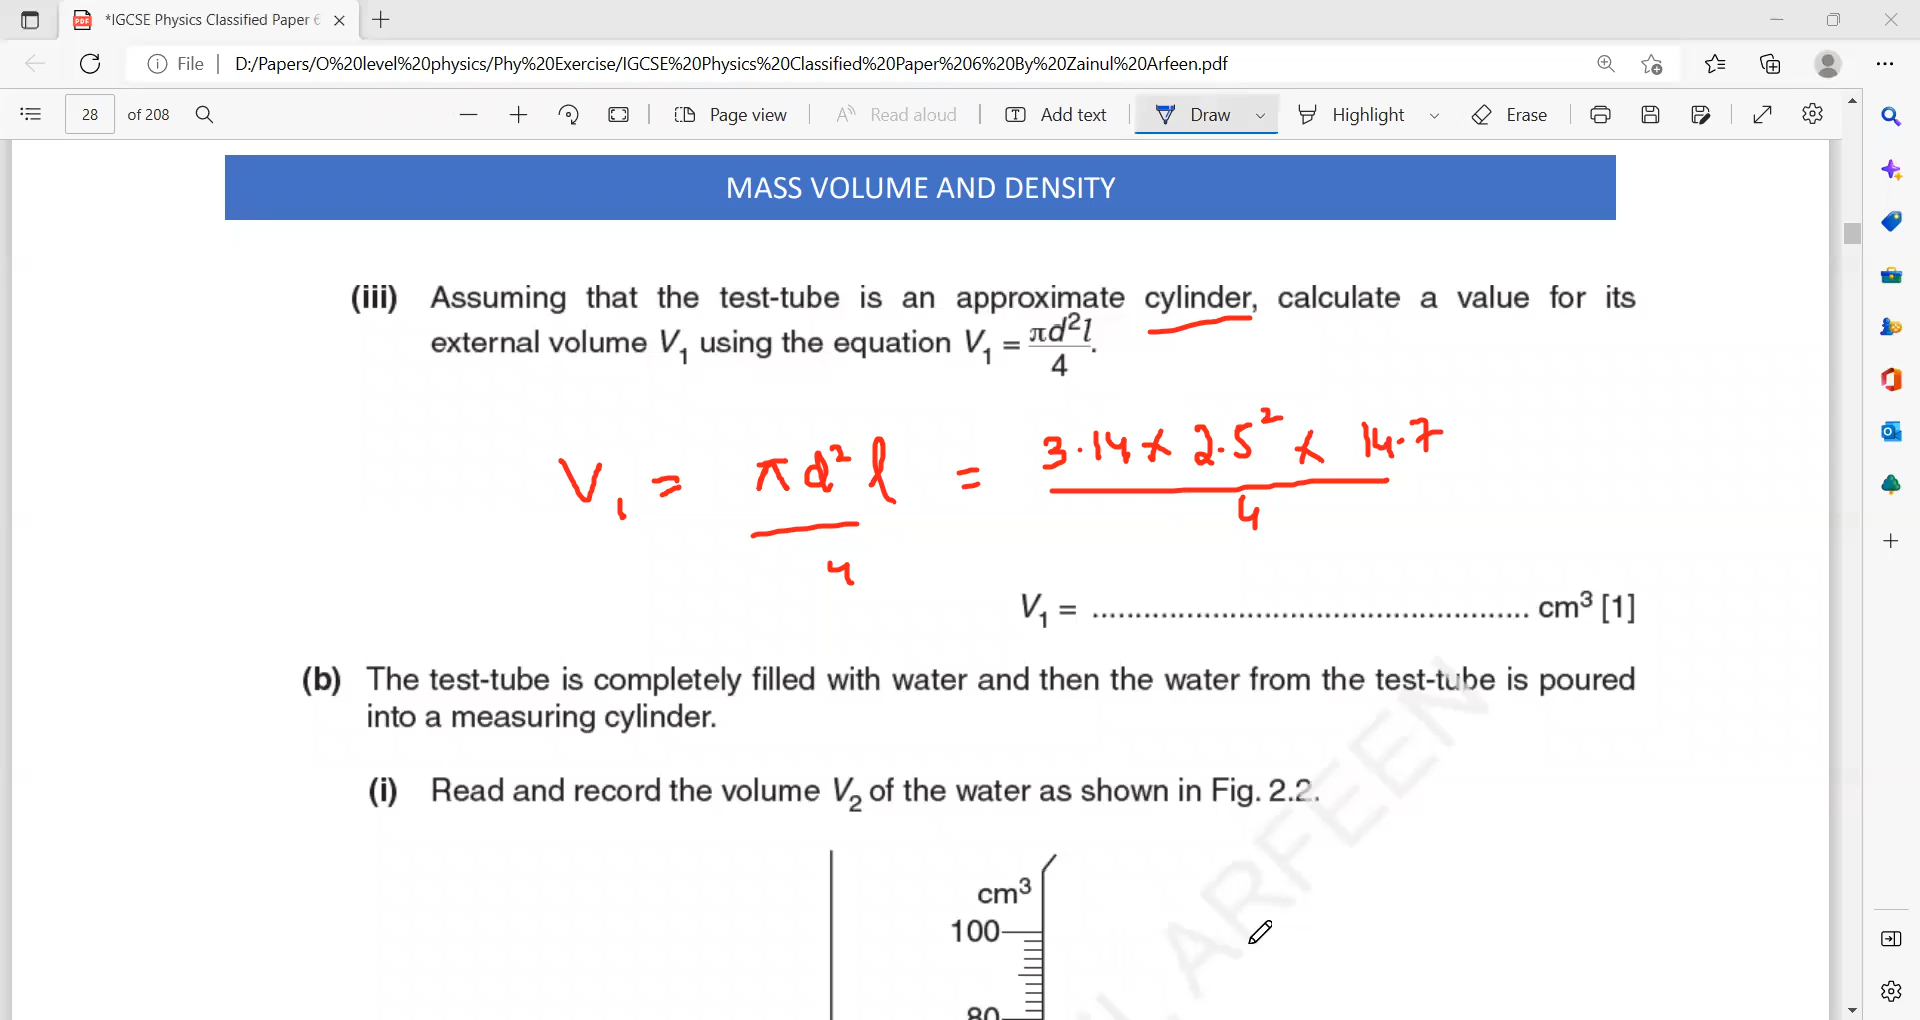 *IGCSE Physics Classified Paper 6
File D:/Papers/O%20level%20physics/Phy%20Exercise/IGCSE%20Physics%20Classified%20Paper%206%20By%20Zainul%20Arfeen.pdf
28 of 208 Page view Read aloud Add text Draw Highlight Erase
MASS VOLUME AND DENSITY
(iii) Assuming that the test-tube is an approximate cylinder, calculate a value for its
external volume V₁ using the equation V₁ = πd²l/4.
V₁ = πd²l/4 = 3.14 × 2.5² × 14.7/4
V₁ = .................................................. cm³ [1]
(b) The test-tube is completely filled with water and then the water from the test-tube is poured
into a measuring cylinder.
(i) Read and record the volume V₂ of the water as shown in Fig. 2.2.
cm³
100
80
ARFEEN